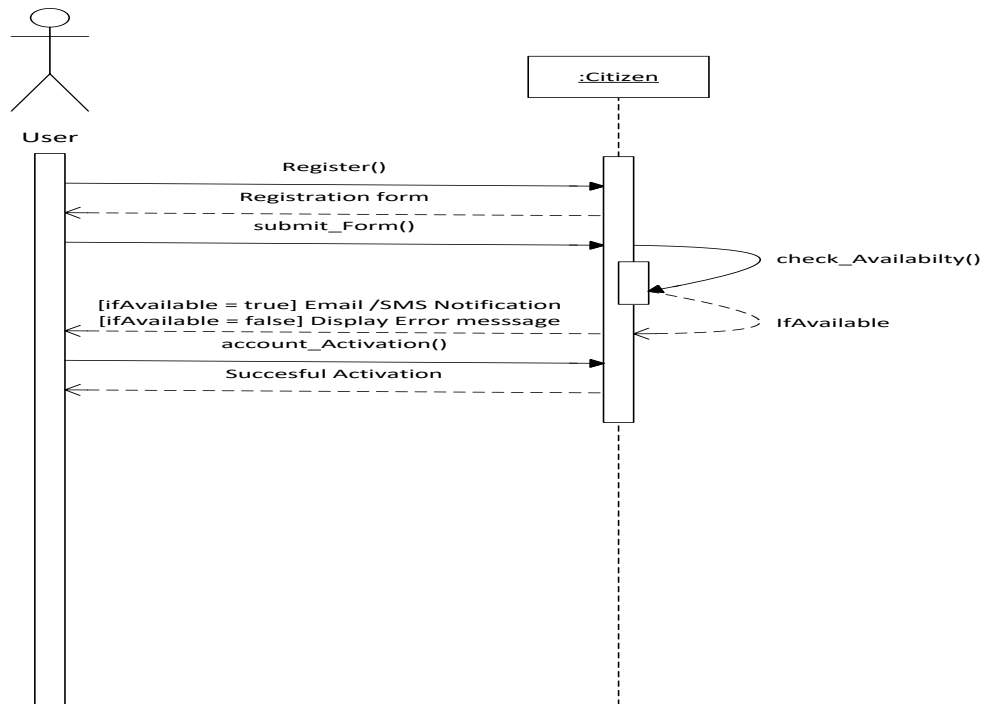 :Citizen
User
Register()
Registration form
submit_Form()
check_Availabilty()
[ifAvailable = true] Email /SMS Notification
[ifAvailable = false] Display Error messsage
IfAvailable
account_Activation()
Succesful Activation